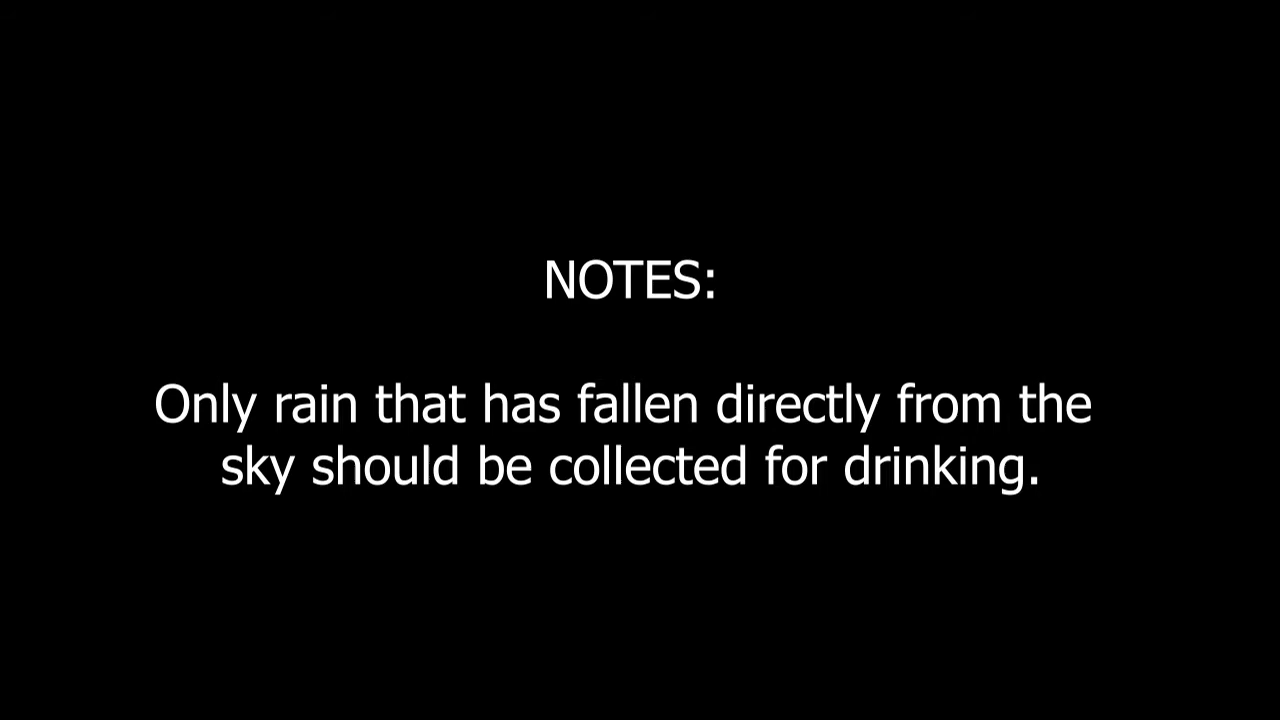 NOTES:
Only rain that has fallen directly from the
sky should be collected for drinking.